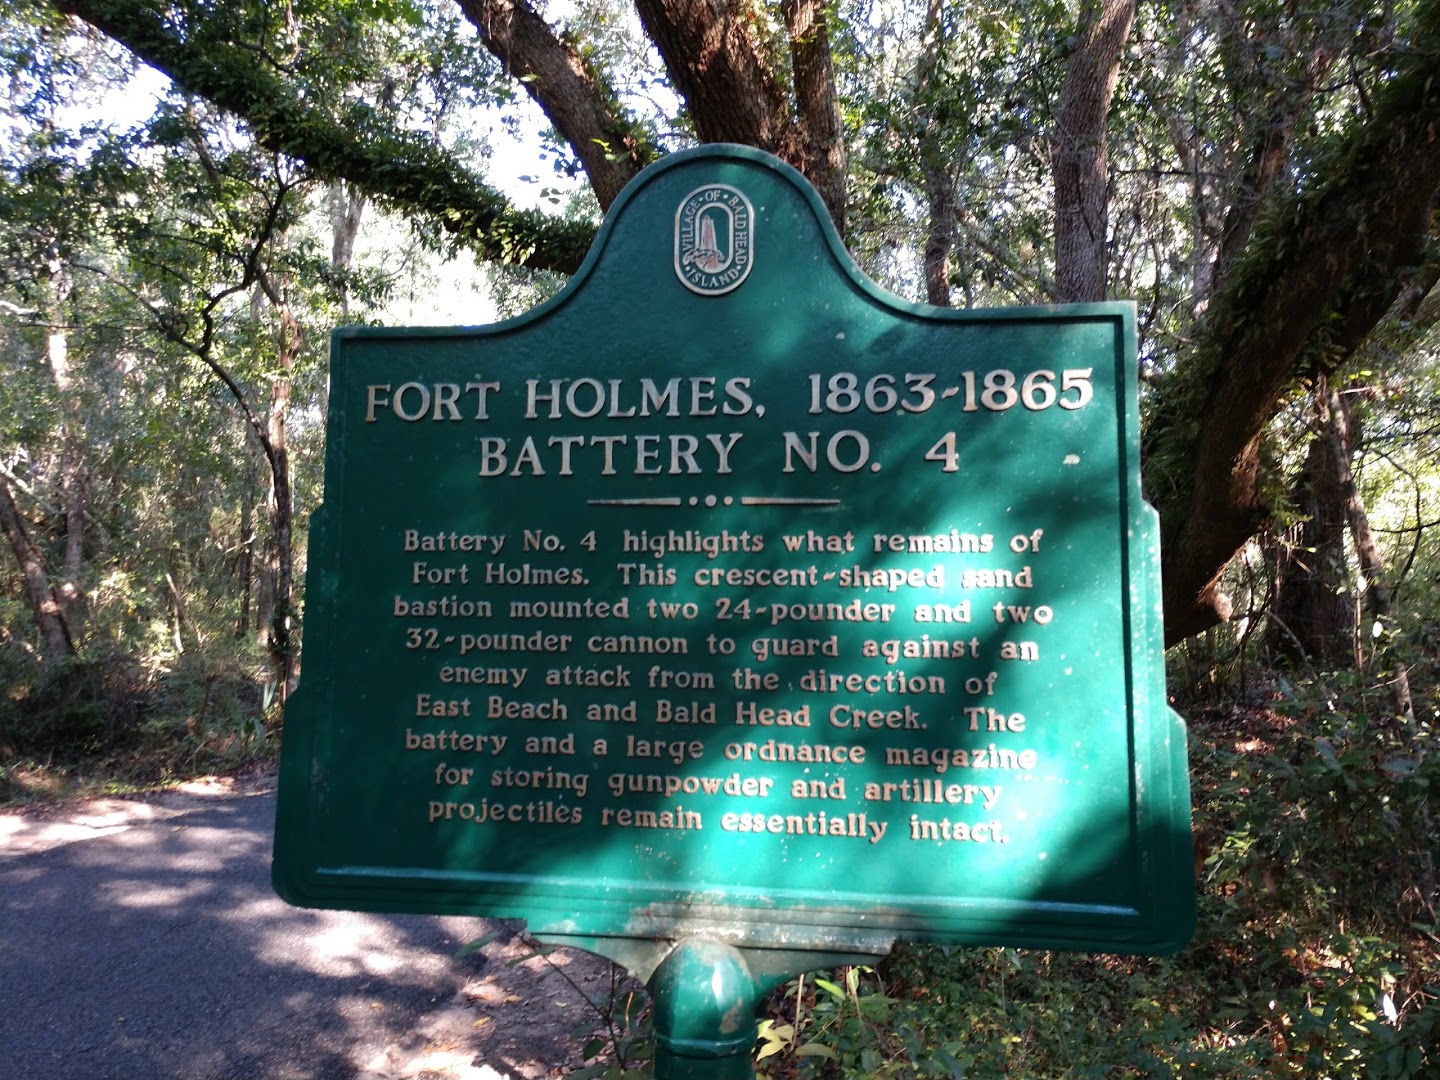 VILLAGE • OF • BALD HEAD
• ISLAND •
FORT HOLMES, 1863-1865
BATTERY NO. 4
Battery No. 4 highlights what remains of
Fort Holmes. This crescent-shaped sand
bastion mounted two 24-pounder and two
32-pounder cannon to guard against an
enemy attack from the direction of
East Beach and Bald Head Creek. The
battery and a large ordnance magazine
for storing gunpowder and artillery
projectiles remain essentially intact.